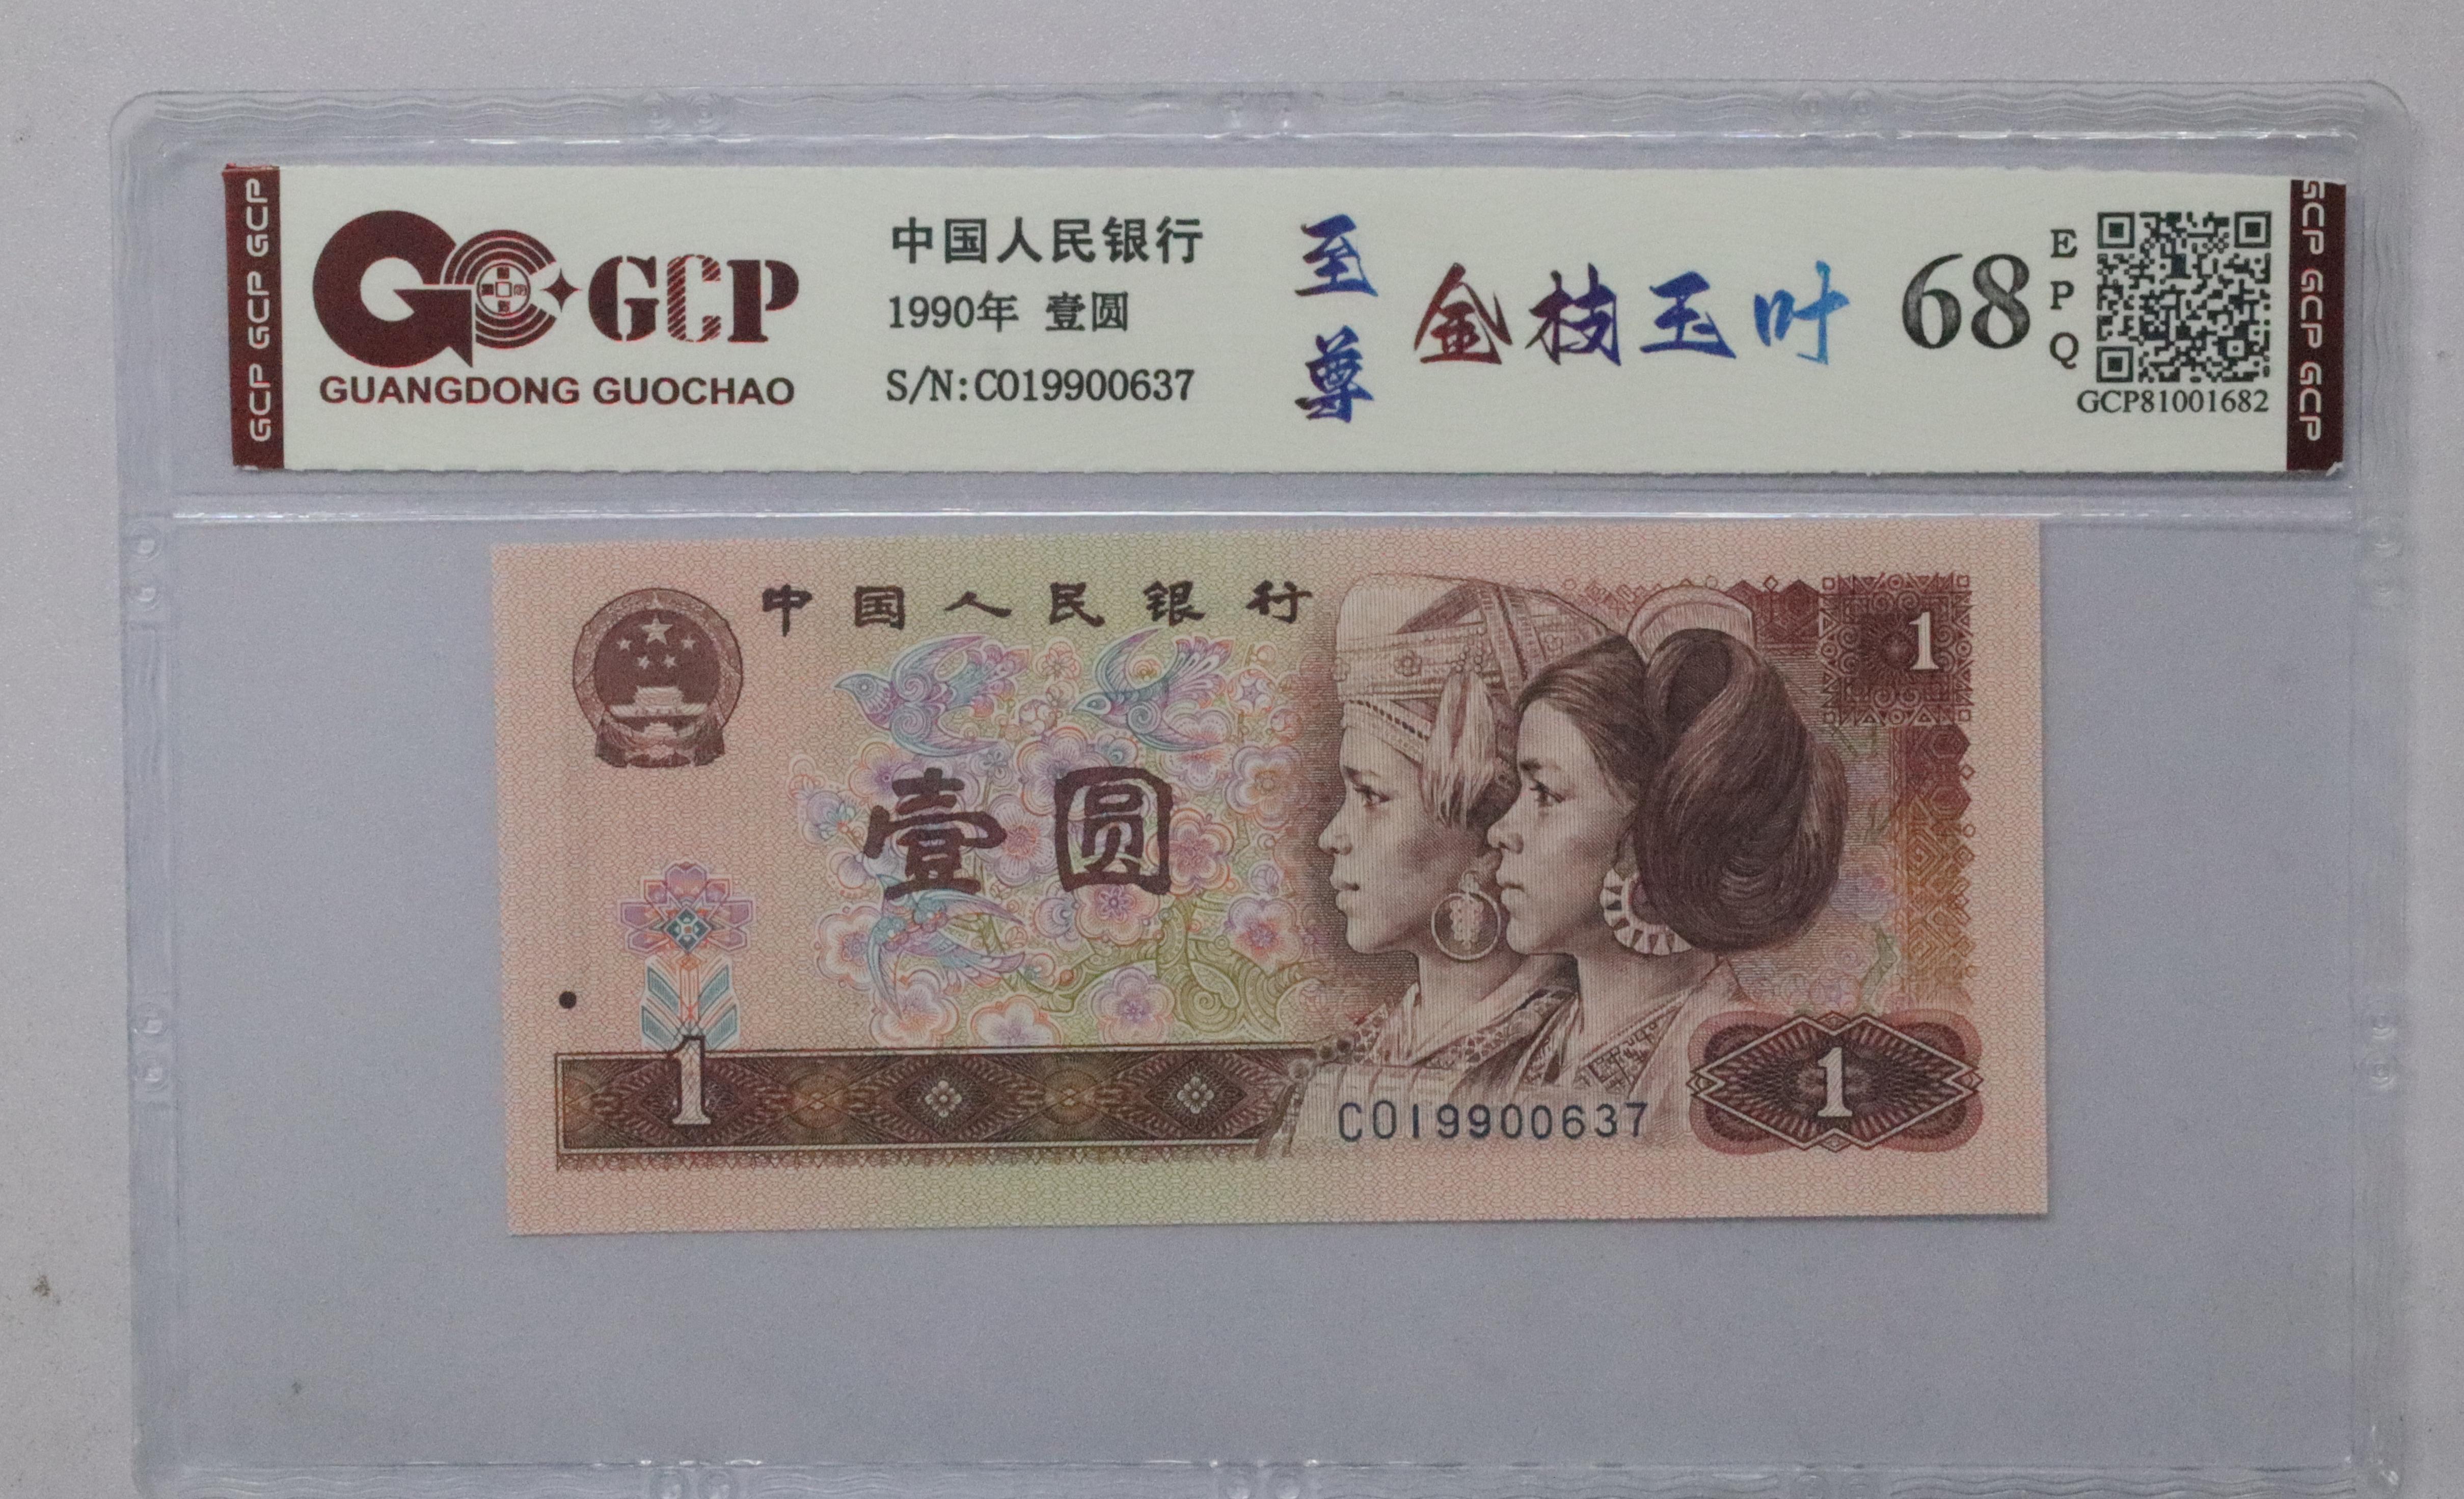 GCP GCP GCP
GCP
GUANGDONG GUOCHAO
中国人民银行
1990年 壹圆
S/N:C019900637
至尊
金枝玉叶
68
EPQ
GCP81001682
GCP GCP GCP
中国人民银行
1
壹圆
1
C019900637
1